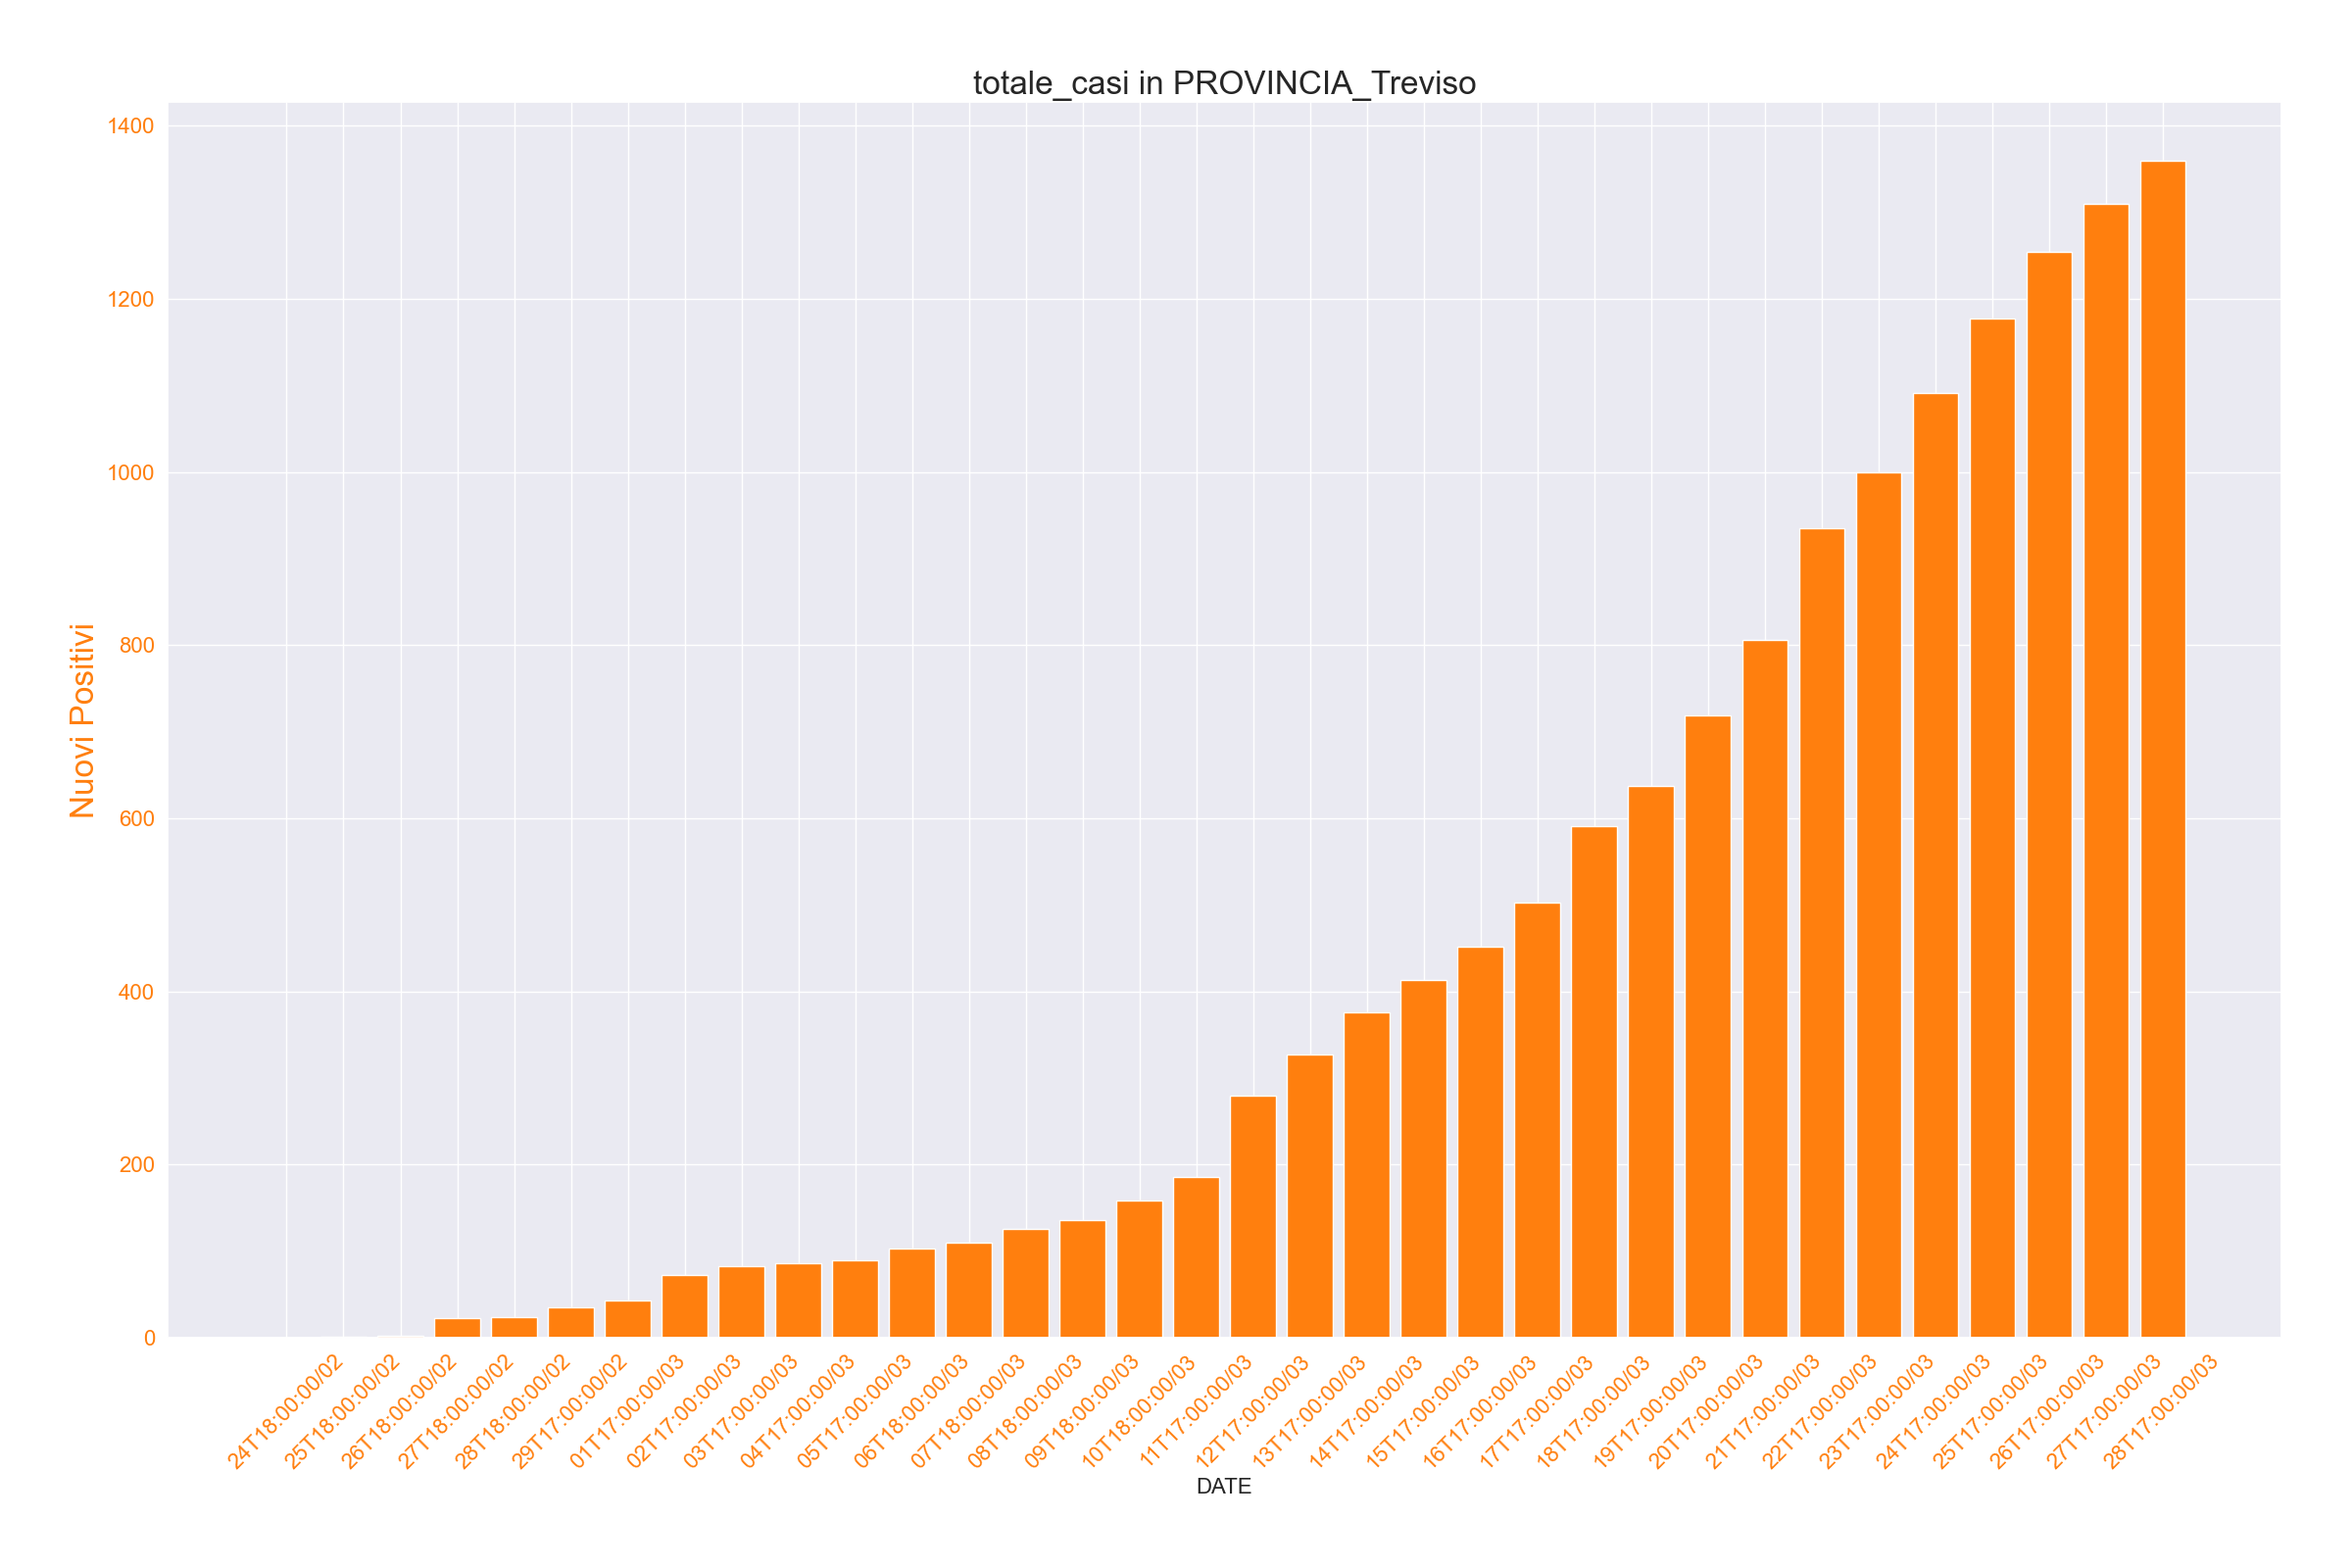 totale_casi in PROVINCIA_Treviso
Nuovi Positivi
1400
1200
1000
800
600
400
200
0
24T18:00:00/02
25T18:00:00/02
26T18:00:00/02
27T18:00:00/02
28T18:00:00/02
29T17:00:00/02
01T17:00:00/03
02T17:00:00/03
03T17:00:00/03
04T17:00:00/03
05T17:00:00/03
06T18:00:00/03
07T18:00:00/03
08T18:00:00/03
09T18:00:00/03
10T18:00:00/03
11T17:00:00/03
12T17:00:00/03
13T17:00:00/03
14T17:00:00/03
15T17:00:00/03
16T17:00:00/03
17T17:00:00/03
18T17:00:00/03
19T17:00:00/03
20T17:00:00/03
21T17:00:00/03
22T17:00:00/03
23T17:00:00/03
24T17:00:00/03
25T17:00:00/03
26T17:00:00/03
27T17:00:00/03
28T17:00:00/03
DATE